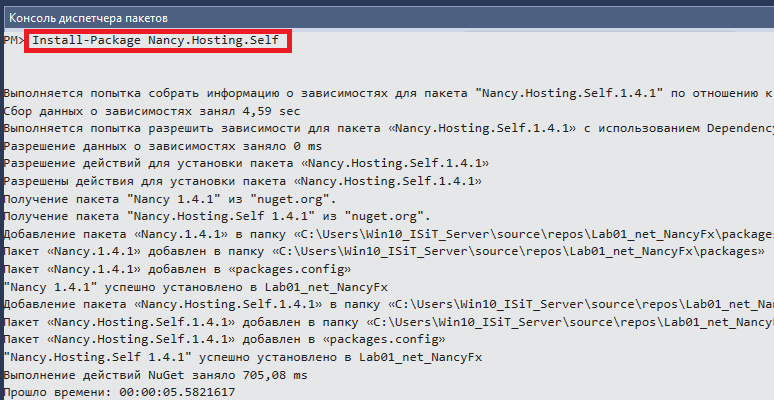 Консоль диспетчера пакетов
PM> Install-Package Nancy.Hosting.Self
Выполняется попытка собрать информацию о зависимостях для пакета "Nancy.Hosting.Self.1.4.1" по отношению к
Сбор данных о зависимостях занял 4,59 sec
Выполняется попытка разрешить зависимости для пакета «Nancy.Hosting.Self.1.4.1» с использованием Dependency
Разрешение данных о зависимостях заняло 0 ms
Разрешение действий для установки пакета «Nancy.Hosting.Self.1.4.1»
Разрешены действия для установки пакета «Nancy.Hosting.Self.1.4.1»
Получение пакета "Nancy 1.4.1" из "nuget.org".
Получение пакета "Nancy.Hosting.Self 1.4.1" из "nuget.org".
Добавление пакета «Nancy.1.4.1» в папку «C:\Users\Win10_ISiT_Server\source\repos\Lab01_net_NancyFx\packages
Пакет «Nancy.1.4.1» добавлен в папку «C:\Users\Win10_ISiT_Server\source\repos\Lab01_net_NancyFx\packages»
Пакет «Nancy.1.4.1» добавлен в «packages.config»
"Nancy 1.4.1" успешно установлено в Lab01_net_NancyFx
Добавление пакета «Nancy.Hosting.Self.1.4.1» в папку «C:\Users\Win10_ISiT_Server\source\repos\Lab01_net_Nan
Пакет «Nancy.Hosting.Self.1.4.1» добавлен в папку «C:\Users\Win10_ISiT_Server\source\repos\Lab01_net_NancyF
Пакет «Nancy.Hosting.Self.1.4.1» добавлен в «packages.config»
"Nancy.Hosting.Self 1.4.1" успешно установлено в Lab01_net_NancyFx
Выполнение действий NuGet заняло 705,08 ms
Прошло времени: 00:00:05.5821617